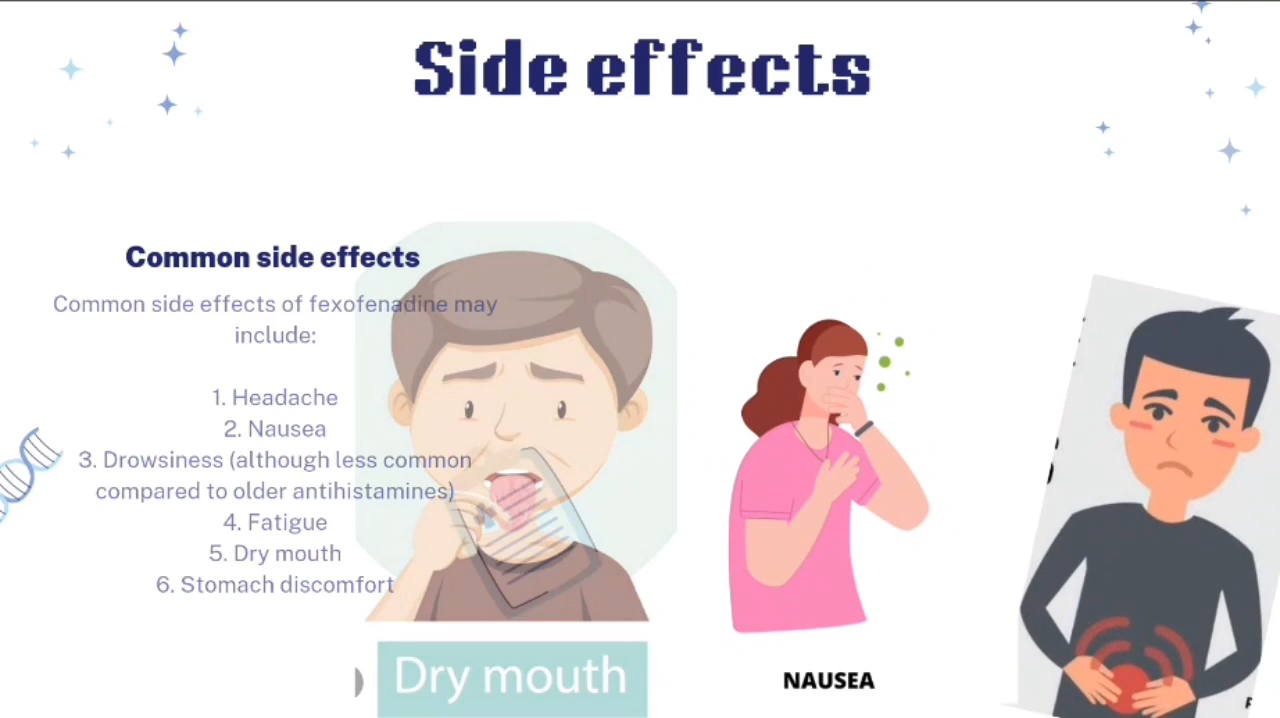 Side effects
Common side effects
Common side effects of fexofenadine may
include:
1. Headache
2. Nausea
3. Drowsiness (although less common
compared to older antihistamines)
4. Fatigue
5. Dry mouth
6. Stomach discomfort
Dry mouth
NAUSEA